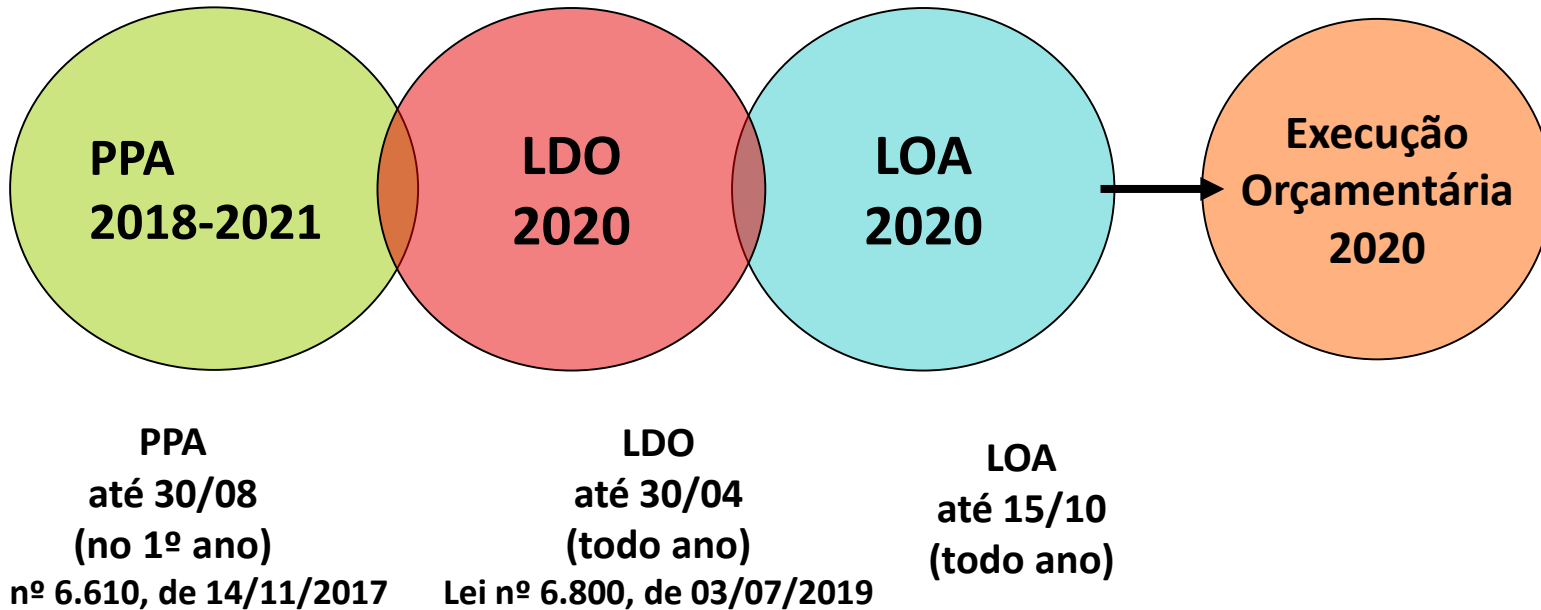 PPA
2018-2021
LDO
2020
LOA
2020
Execução
Orçamentária
2020
PPA
até 30/08
(no 1º ano)
nº 6.610, de 14/11/2017
LDO
até 30/04
(todo ano)
Lei nº 6.800, de 03/07/2019
LOA
até 15/10
(todo ano)